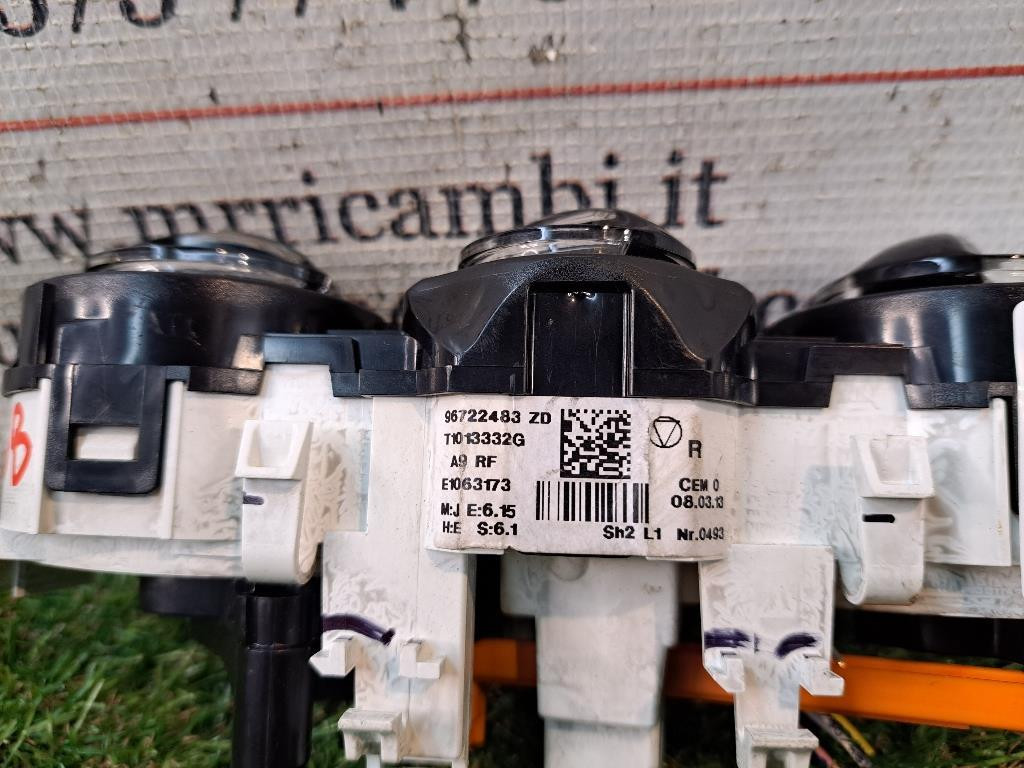 www.mrricambi.it
B
96722483 ZD
T1013332G
A9 RF
E1063173
M:J E:6.15
H:E S:6.1
R
CEM 0
08.03.13
Sh2 L1 Nr.0493